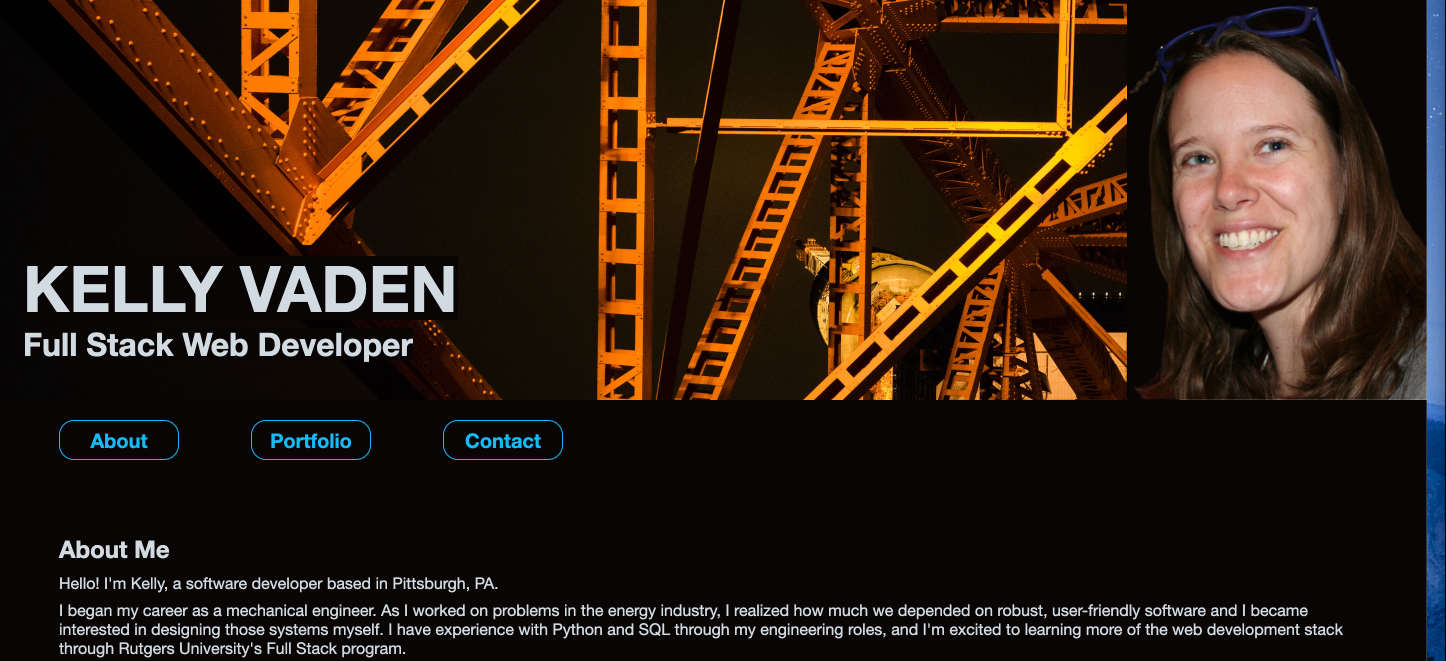 KELLY VADEN
Full Stack Web Developer
About
Portfolio
Contact
About Me
Hello! I'm Kelly, a software developer based in Pittsburgh, PA.
I began my career as a mechanical engineer. As I worked on problems in the energy industry, I realized how much we depended on robust, user-friendly software and I became
interested in designing those systems myself. I have experience with Python and SQL through my engineering roles, and I'm excited to learning more of the web development stack
through Rutgers University's Full Stack program.